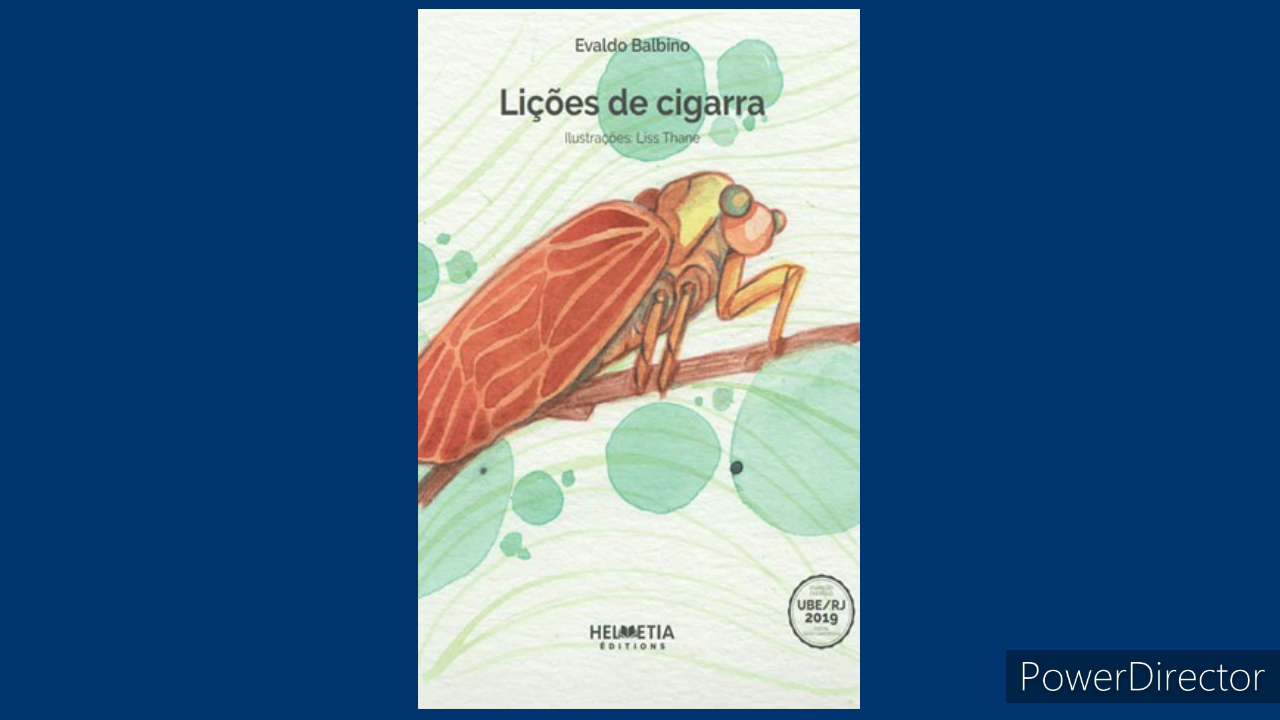 Evaldo Balbino
Lições de cigarra
Ilustrações: Liss Thane
HELVETIA
ÉDITIONS
UBE/RJ
2019
PowerDirector